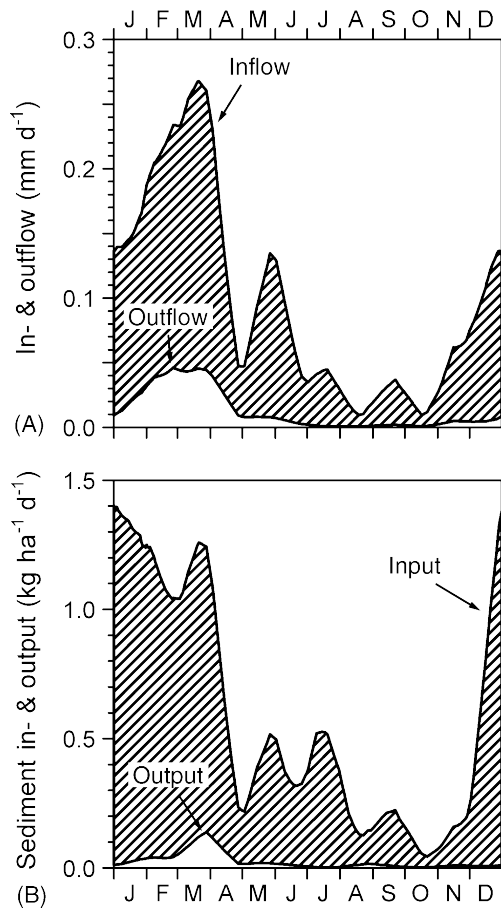 J F M A M J J A S O N D
0.3
Inflow
0.2
In- & outflow (mm d⁻¹)
0.1
Outflow
0.0
(A)
J F M A M J J A S O N D
1.5
Input
1.0
Sediment in- & output (kg ha⁻¹ d⁻¹)
0.5
Output
0.0
(B)
J F M A M J J A S O N D